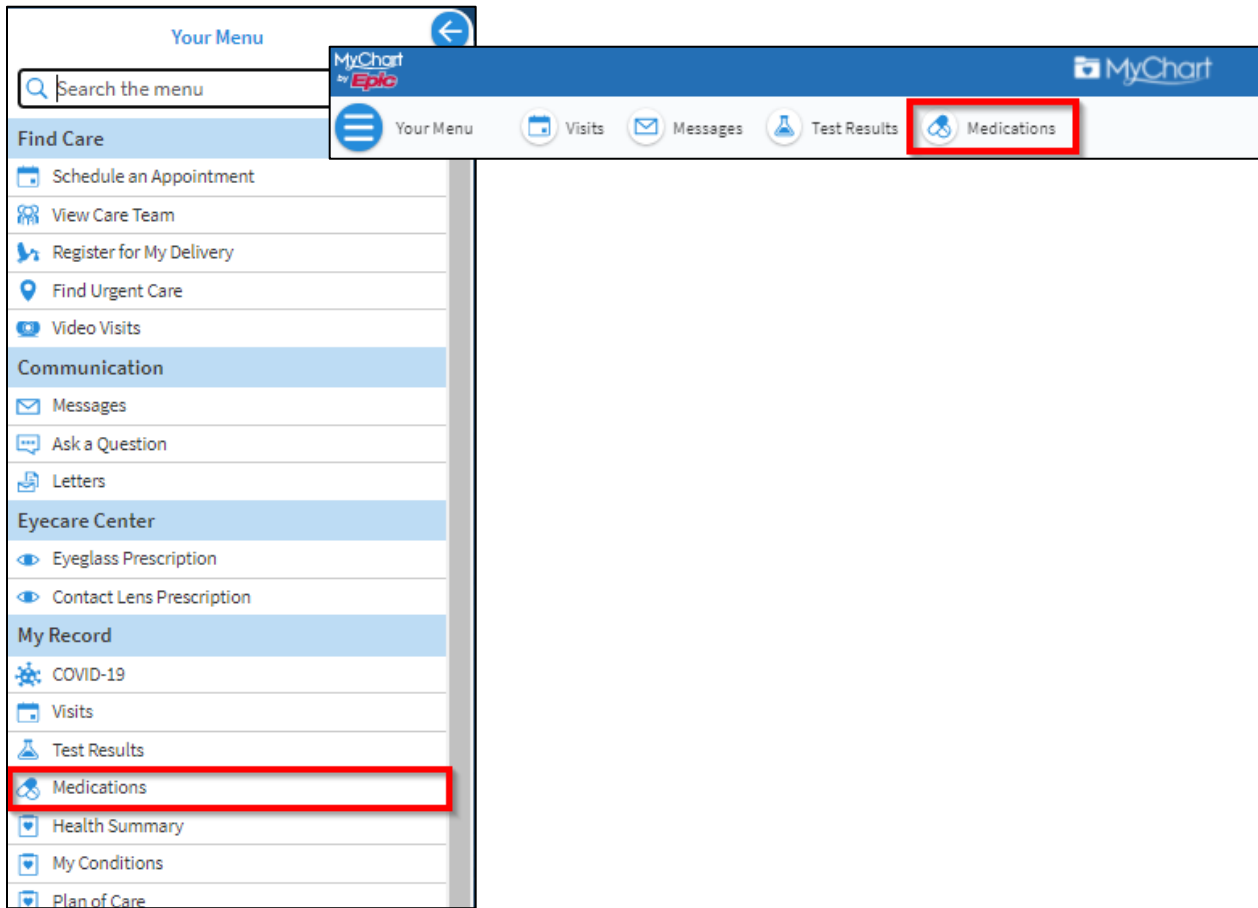 Your Menu
Search the menu
Find Care
Schedule an Appointment
View Care Team
Register for My Delivery
Find Urgent Care
Video Visits
Communication
Messages
Ask a Question
Letters
Eyecare Center
Eyeglass Prescription
Contact Lens Prescription
My Record
COVID-19
Visits
Test Results
Medications
Health Summary
My Conditions
Plan of Care
MyChart
by Epic
MyChart
Your Menu Visits Messages Test Results Medications